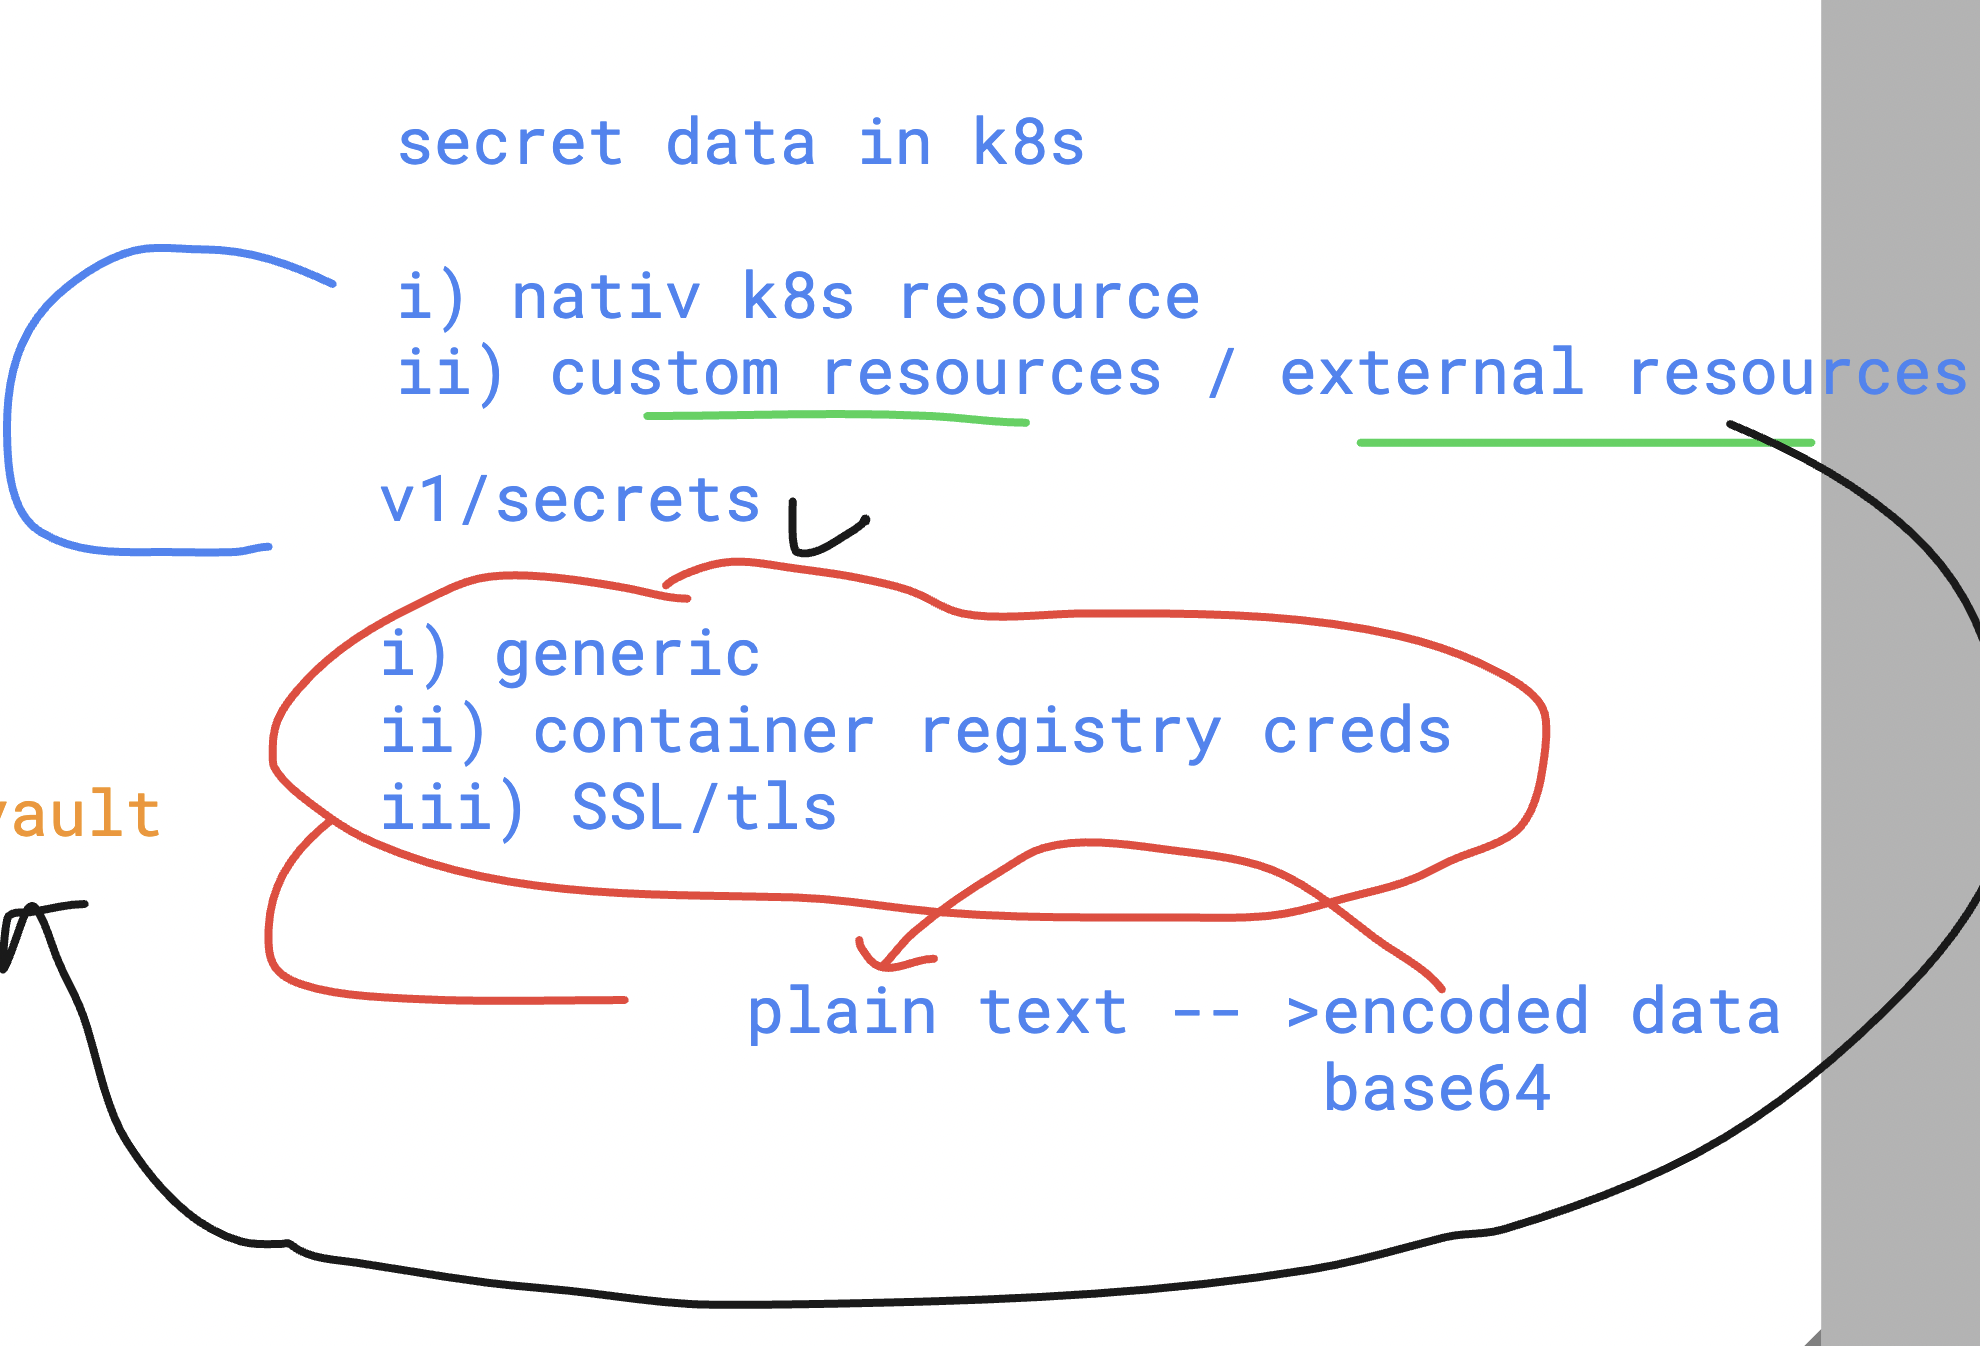 secret data in k8s
i) nativ k8s resource
ii) custom resources / external resources
v1/secrets
i) generic
ii) container registry creds
iii) SSL/tls
vault
plain text -- >encoded data
base64